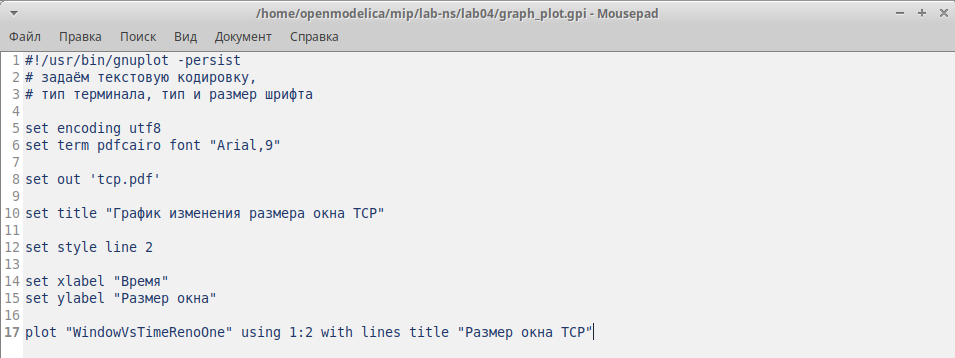 /home/openmodelica/mip/lab-ns/lab04/graph_plot.gpi - Mousepad
Файл Правка Поиск Вид Документ Справка
1 #!/usr/bin/gnuplot -persist
2 # задаём текстовую кодировку,
3 # тип терминала, тип и размер шрифта
4
5 set encoding utf8
6 set term pdfcairo font "Arial,9"
7
8 set out 'tcp.pdf'
9
10 set title "График изменения размера окна TCP"
11
12 set style line 2
13
14 set xlabel "Время"
15 set ylabel "Размер окна"
16
17 plot "WindowVsTimeRenoOne" using 1:2 with lines title "Размер окна TCP"